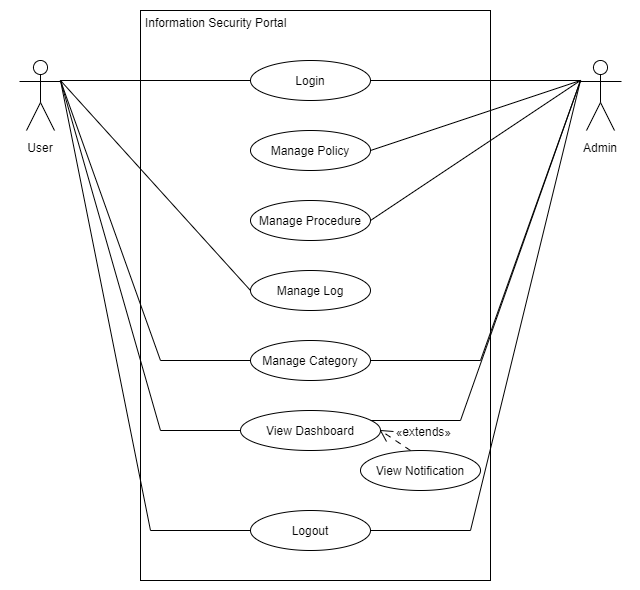 Information Security Portal
Login
Manage Policy
User
Admin
Manage Procedure
Manage Log
Manage Category
View Dashboard
«extends»
View Notification
Logout